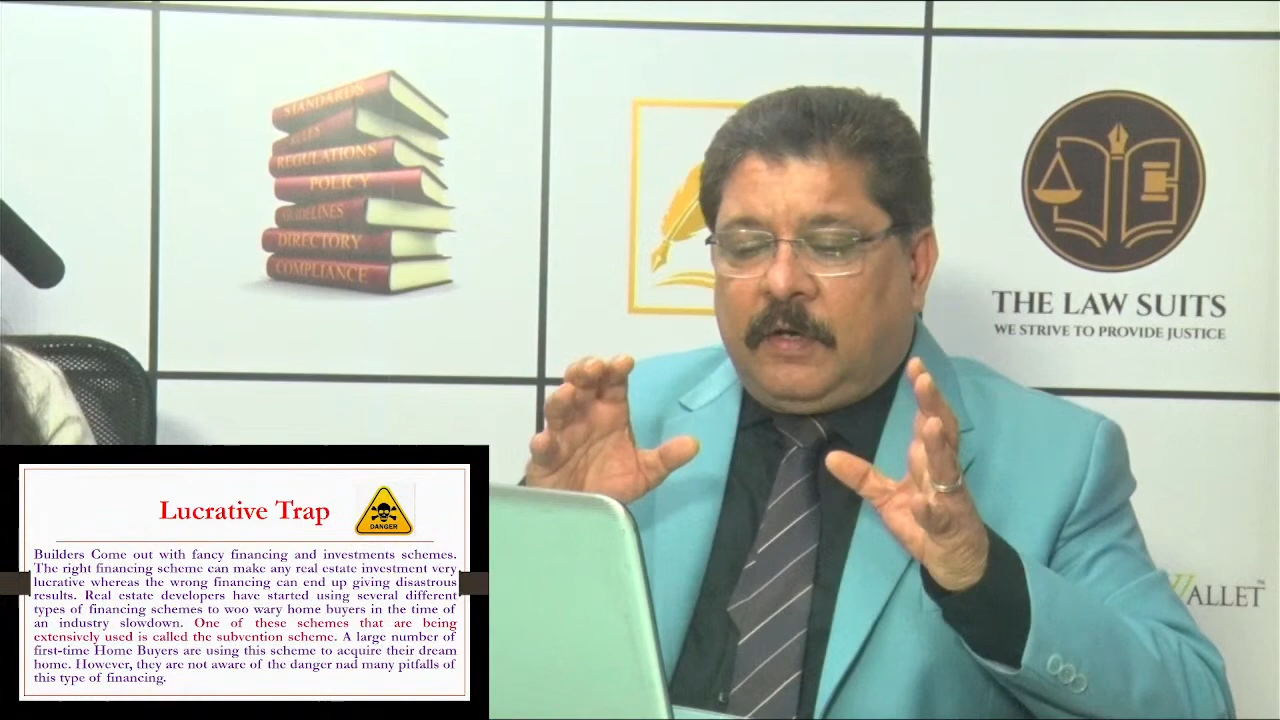 STANDARDS
RULES
REGULATIONS
POLICY
GUIDELINES
DIRECTORY
COMPLIANCE
THE LAW SUITS
WE STRIVE TO PROVIDE JUSTICE
ALLET
Lucrative Trap
DANGER
Builders Come out with fancy financing and investments schemes.
The right financing scheme can make any real estate investment very
lucrative whereas the wrong financing can end up giving disastrous
results. Real estate developers have started using several different
types of financing schemes to woo wary home buyers in the time of
an industry slowdown. One of these schemes that are being
extensively used is called the subvention scheme. A large number of
first-time Home Buyers are using this scheme to acquire their dream
home. However, they are not aware of the danger nad many pitfalls of
this type of financing.